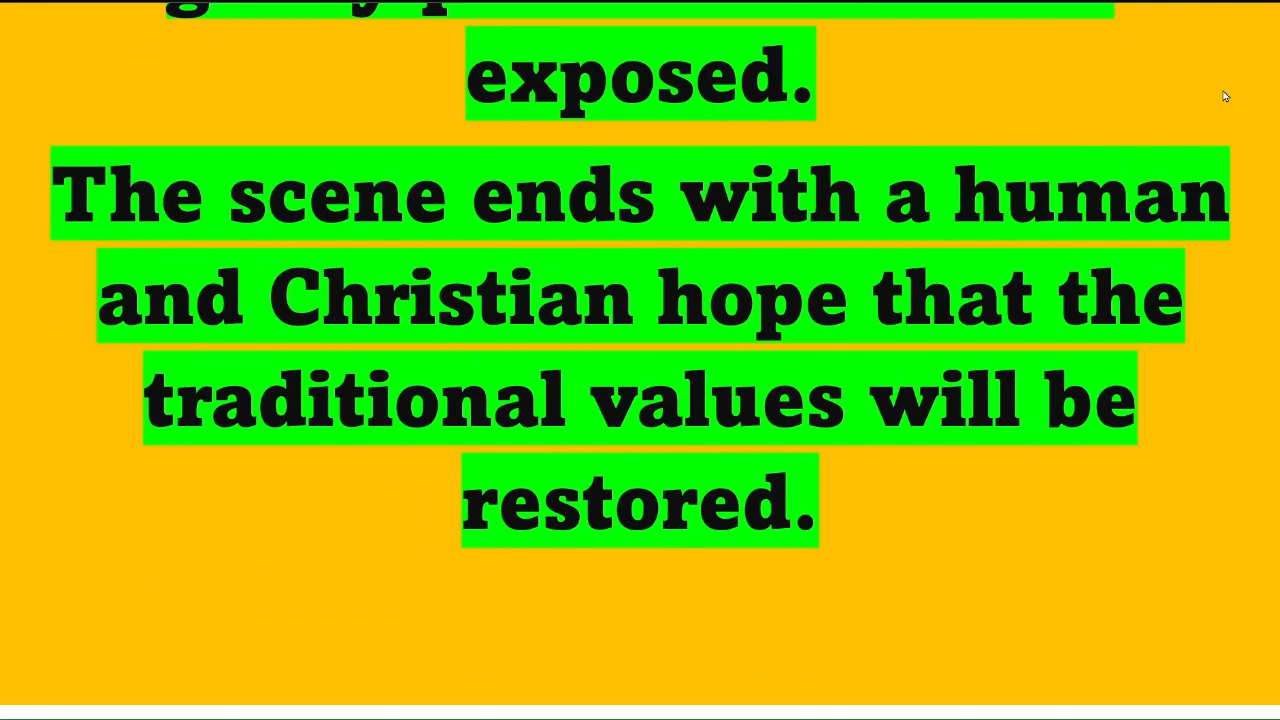 exposed.
The scene ends with a human
and Christian hope that the
traditional values will be
restored.